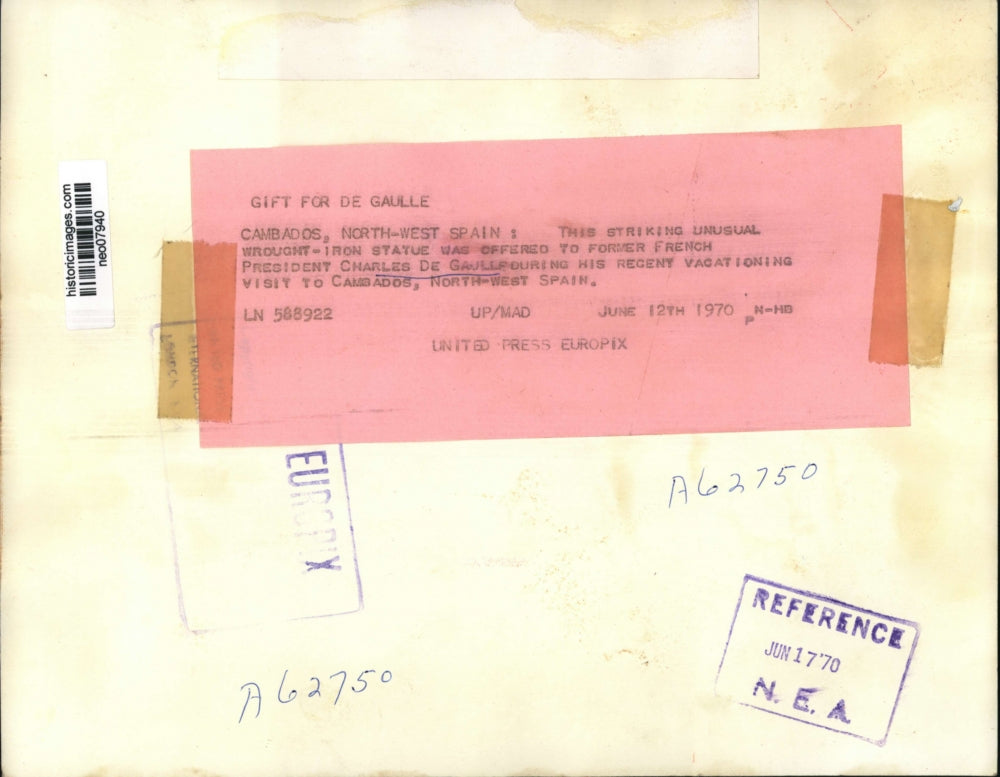 GIFT FOR DE GAULLE
CAMBADOS, NORTH-WEST SPAIN : THIS STRIKING UNUSUAL
WROUGHT-IRON STATUE WAS OFFERED TO FORMER FRENCH
PRESIDENT CHARLES DE GAULLE DURING HIS RECENT VACATIONING
VISIT TO CAMBADOS, NORTH-WEST SPAIN.
LN 588922 UP/MAD JUNE 12TH 1970 P N-HB
UNITED PRESS EUROPIX
historicimages.com
neo07940
LONDON
EUROPIX
A62750
A62750
REFERENCE
JUN 17 '70
N. E. A.